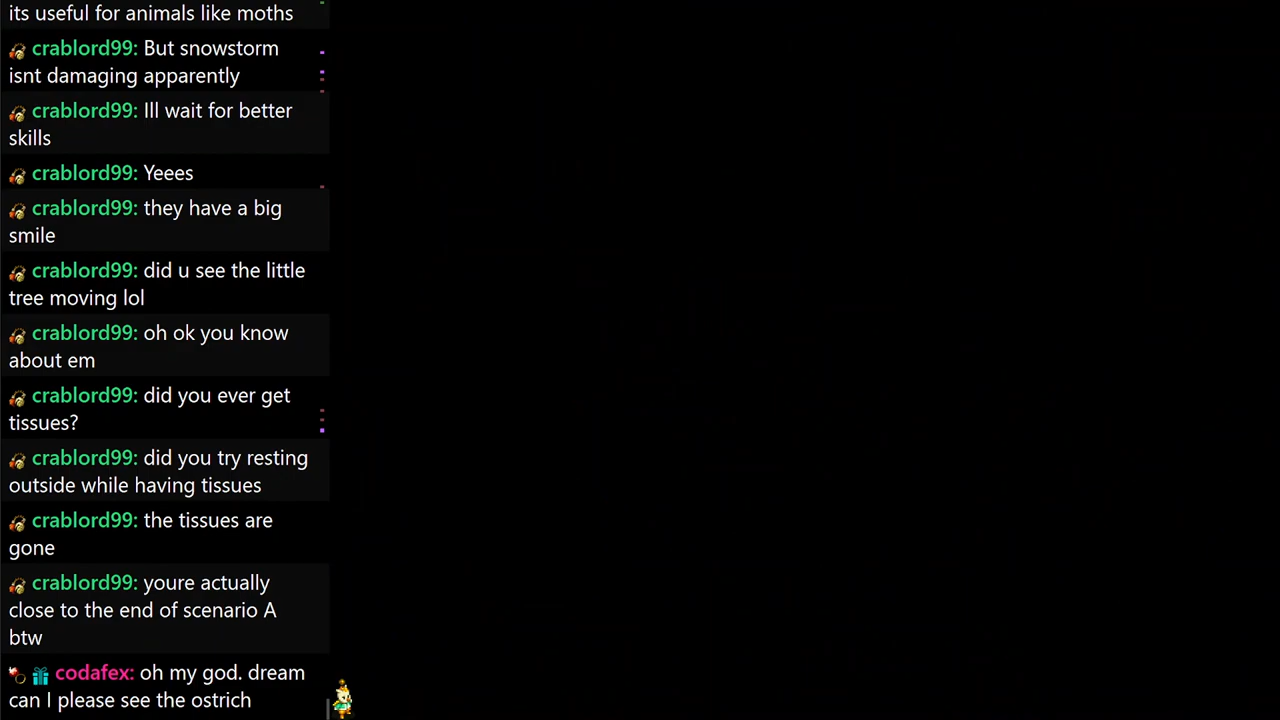 its useful for animals like moths
crablord99: But snowstorm
isnt damaging apparently
crablord99: Ill wait for better
skills
crablord99: Yeees
crablord99: they have a big
smile
crablord99: did u see the little
tree moving lol
crablord99: oh ok you know
about em
crablord99: did you ever get
tissues?
crablord99: did you try resting
outside while having tissues
crablord99: the tissues are
gone
crablord99: youre actually
close to the end of scenario A
btw
codafex: oh my god. dream
can I please see the ostrich